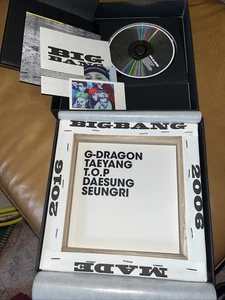 BIG
BANG
BIGBANG
2016
2006
G-DRAGON
TAEYANG
T.O.P
DAESUNG
SEUNGRI
MADE